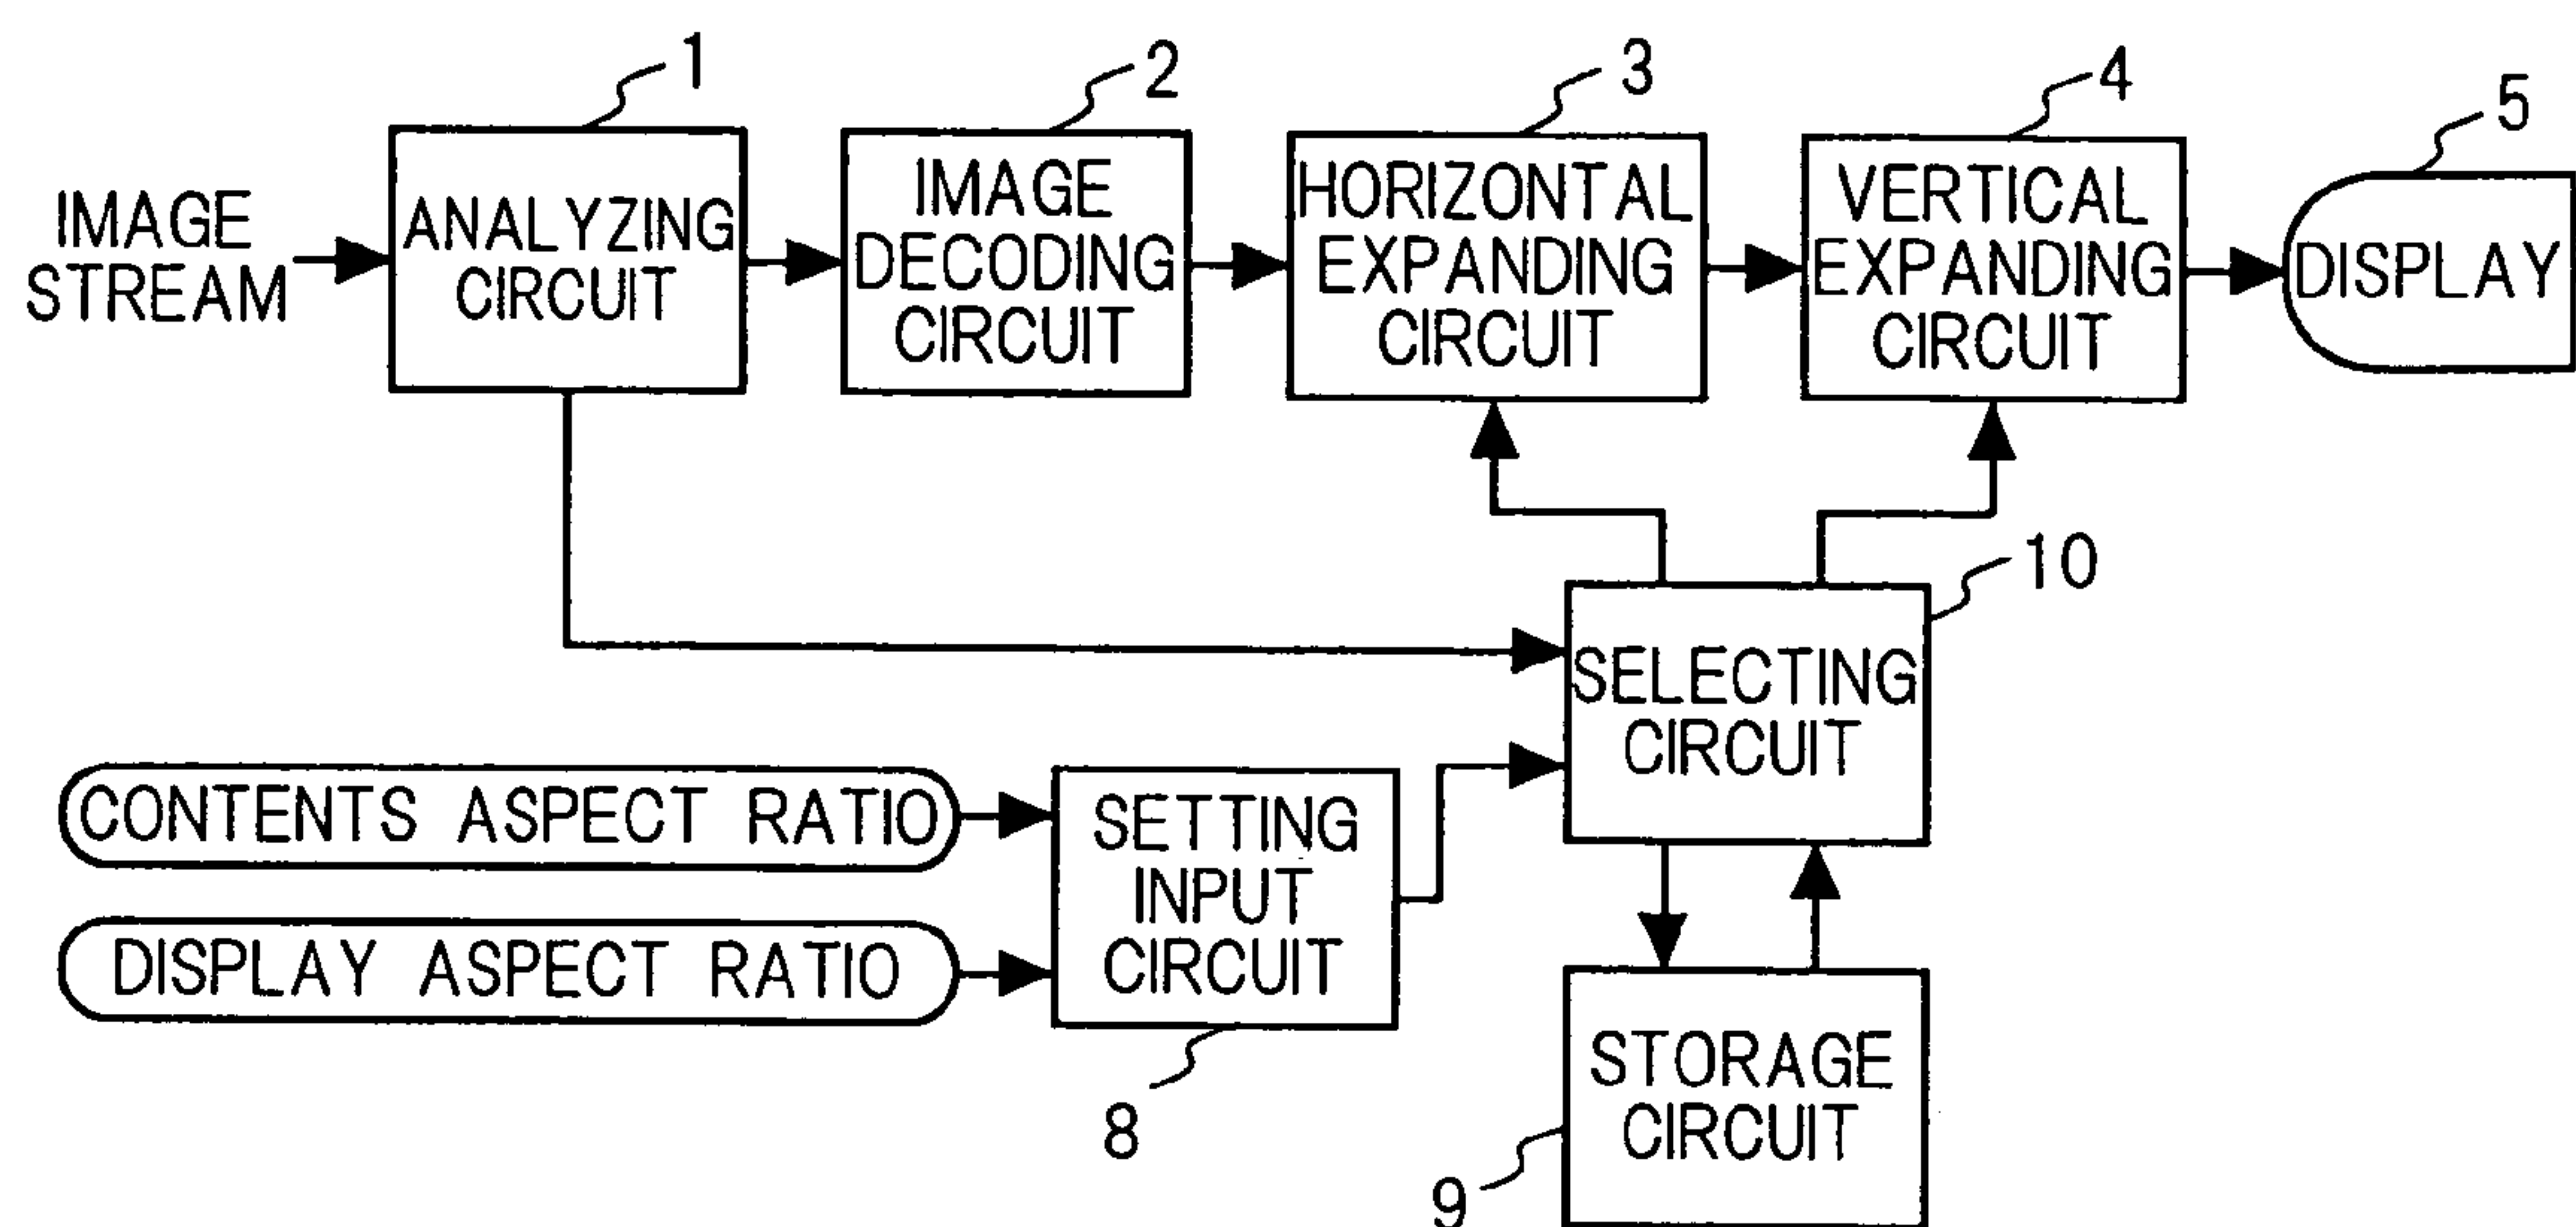 1
2
3
4
5
IMAGE
STREAM
ANALYZING
CIRCUIT
IMAGE
DECODING
CIRCUIT
HORIZONTAL
EXPANDING
CIRCUIT
VERTICAL
EXPANDING
CIRCUIT
DISPLAY
10
SELECTING
CIRCUIT
CONTENTS ASPECT RATIO
DISPLAY ASPECT RATIO
SETTING
INPUT
CIRCUIT
8
STORAGE
CIRCUIT
9